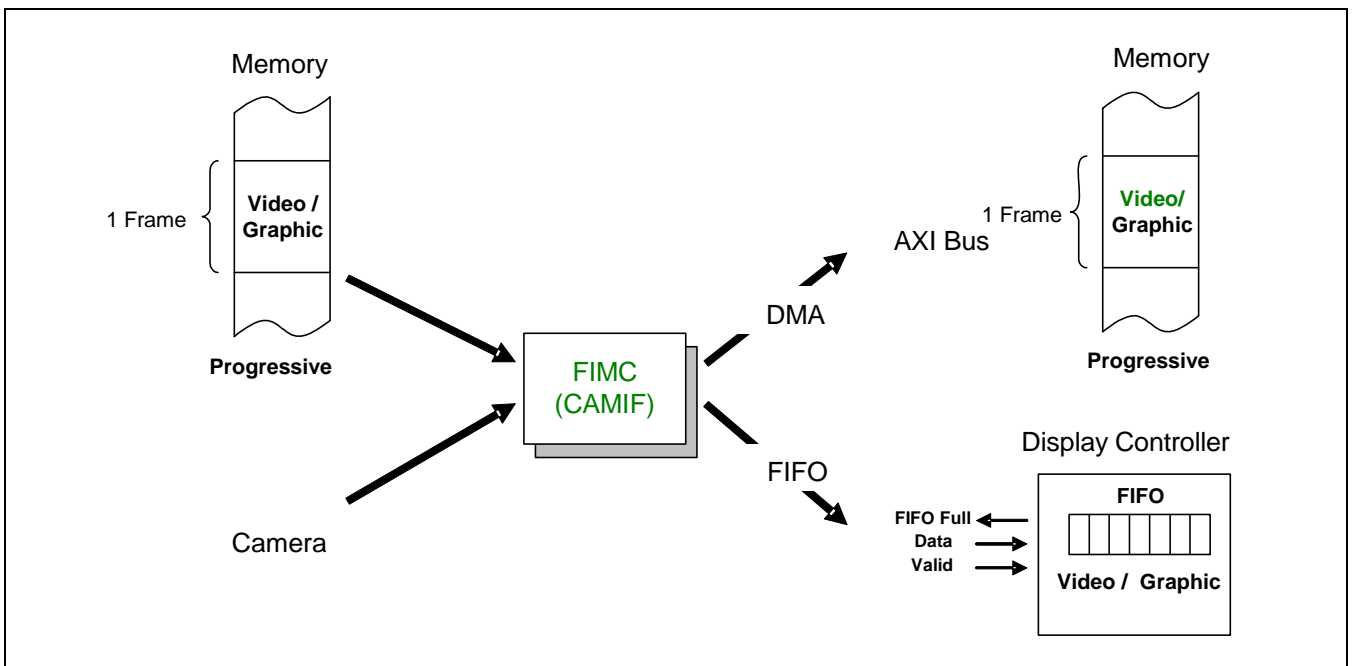 Memory
1 Frame
Video /
Graphic
Progressive
Camera
FIMC
(CAMIF)
DMA
FIFO
AXI Bus
Memory
1 Frame
Video/
Graphic
Progressive
Display Controller
FIFO
FIFO Full
Data
Valid
Video / Graphic